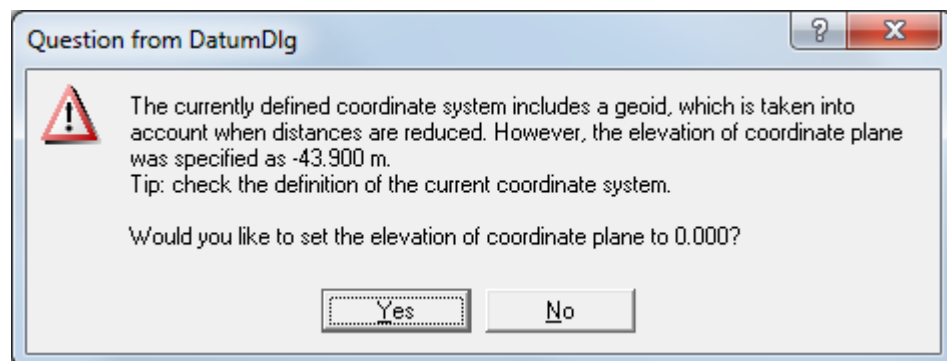 Question from DatumDlg
The currently defined coordinate system includes a geoid, which is taken into
account when distances are reduced. However, the elevation of coordinate plane
was specified as -43.900 m.
Tip: check the definition of the current coordinate system.
Would you like to set the elevation of coordinate plane to 0.000?
Yes
No